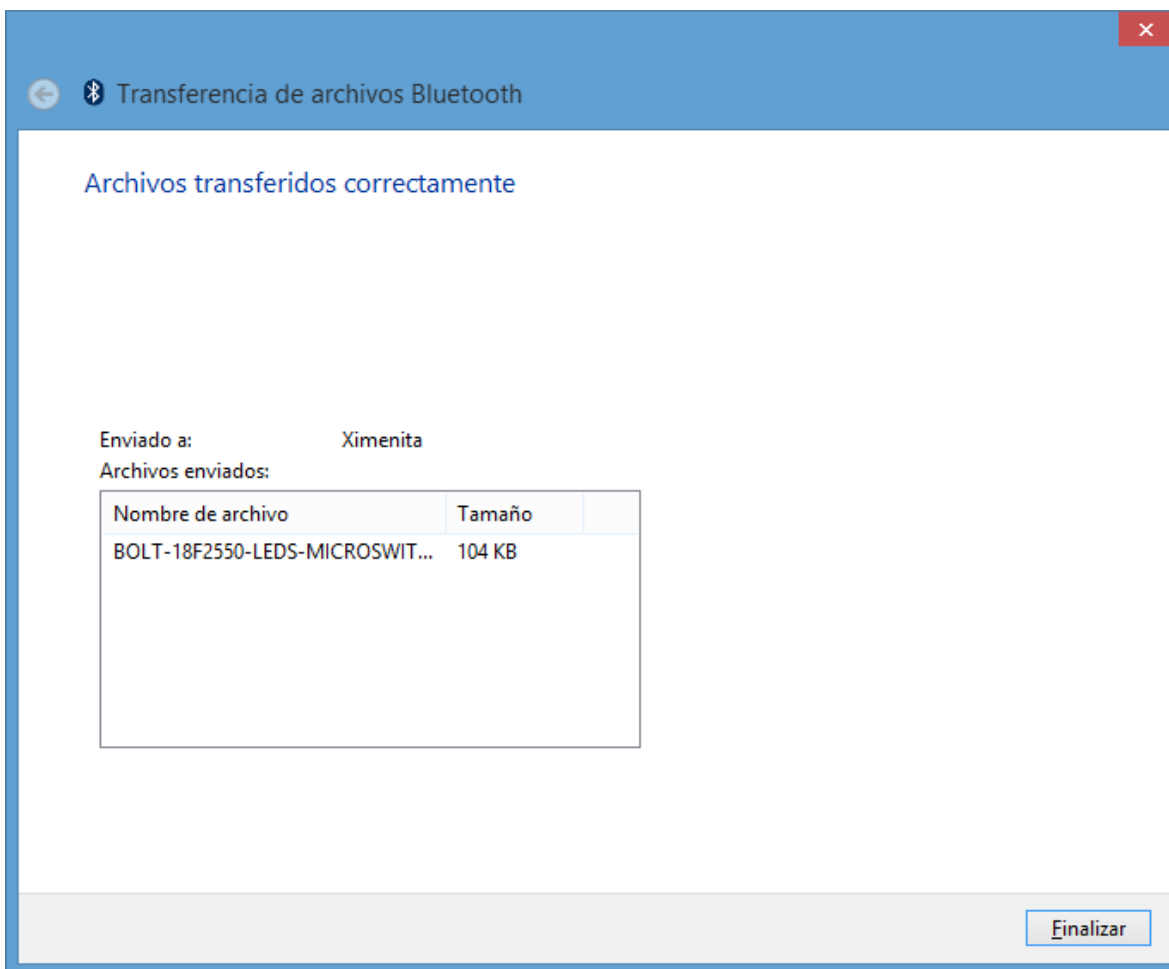 Transferencia de archivos Bluetooth
Archivos transferidos correctamente
Enviado a: Ximenita
Archivos enviados:
Nombre de archivo Tamaño
BOLT-18F2550-LEDS-MICROSWIT... 104 KB
Finalizar